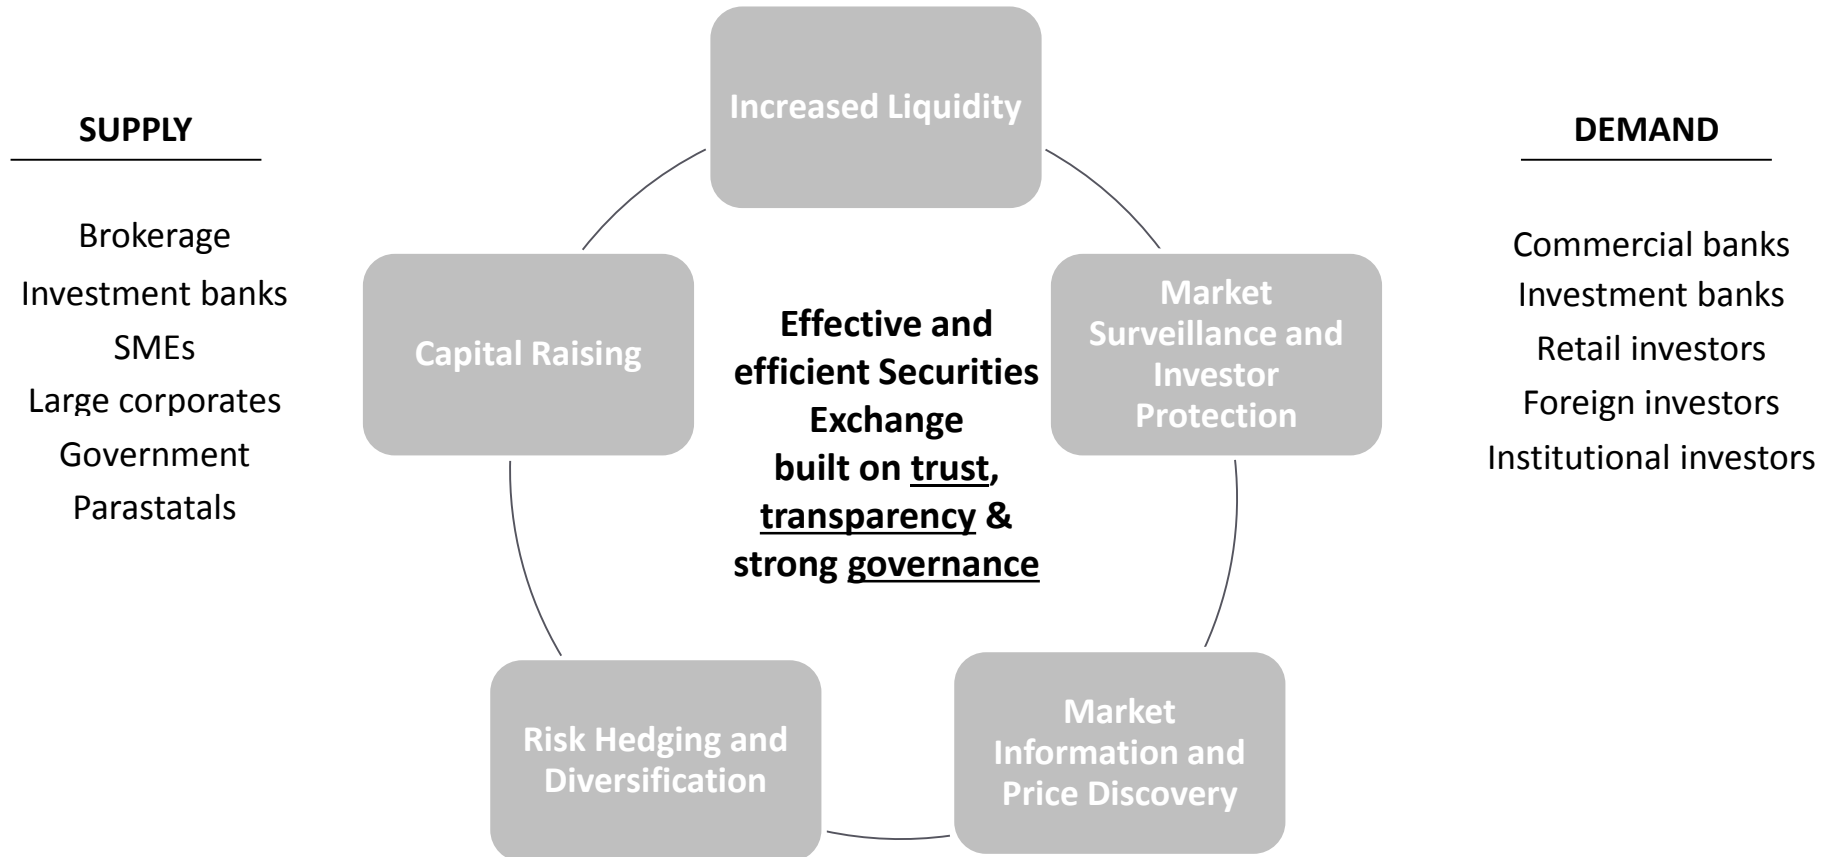 SUPPLY
Brokerage
Investment banks
SMEs
Large corporates
Government
Parastatals
Increased Liquidity
Capital Raising
Effective and
efficient Securities
Exchange
built on trust,
transparency &
strong governance
Market
Surveillance and
Investor
Protection
Risk Hedging and
Diversification
Market
Information and
Price Discovery
DEMAND
Commercial banks
Investment banks
Retail investors
Foreign investors
Institutional investors